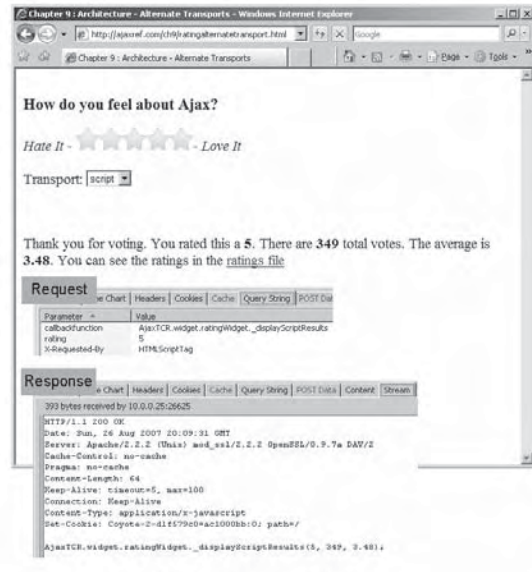 Chapter 9 : Architecture - Alternate Transports - Windows Internet Explorer
http://ajaxref.com/ch9/ratingalternatetransport.html
Google
Chapter 9 : Architecture - Alternate Transports
Page
Tools
How do you feel about Ajax?
Hate It - - Love It
Transport: script
Thank you for voting. You rated this a 5. There are 349 total votes. The average is
3.48. You can see the ratings in the ratings file
Request
e Chart | Headers | Cookies | Cache | Query String | POST Dat
Parameter Value
callbackfunction AjaxTCR.widget.ratingWidget._displayScriptResults
rating 5
X-Requested-By HTMLScriptTag
Response
e Chart | Headers | Cookies | Cache | Query String | POST Data | Content | Stream
393 bytes received by 10.0.0.25:26625
HTTP/1.1 200 OK
Date: Sun, 26 Aug 2007 20:09:31 GMT
Server: Apache/2.2.2 (Unix) mod_ssl/2.2.2 OpenSSL/0.9.7a DAV/2
Cache-Control: no-cache
Pragma: no-cache
Content-Length: 64
Keep-Alive: timeout=5, max=100
Connection: Keep-Alive
Content-Type: application/x-javascript
Set-Cookie: path=/
AjaxTCR.widget.ratingWidget._displayScriptResults(5, 349, 3.48);